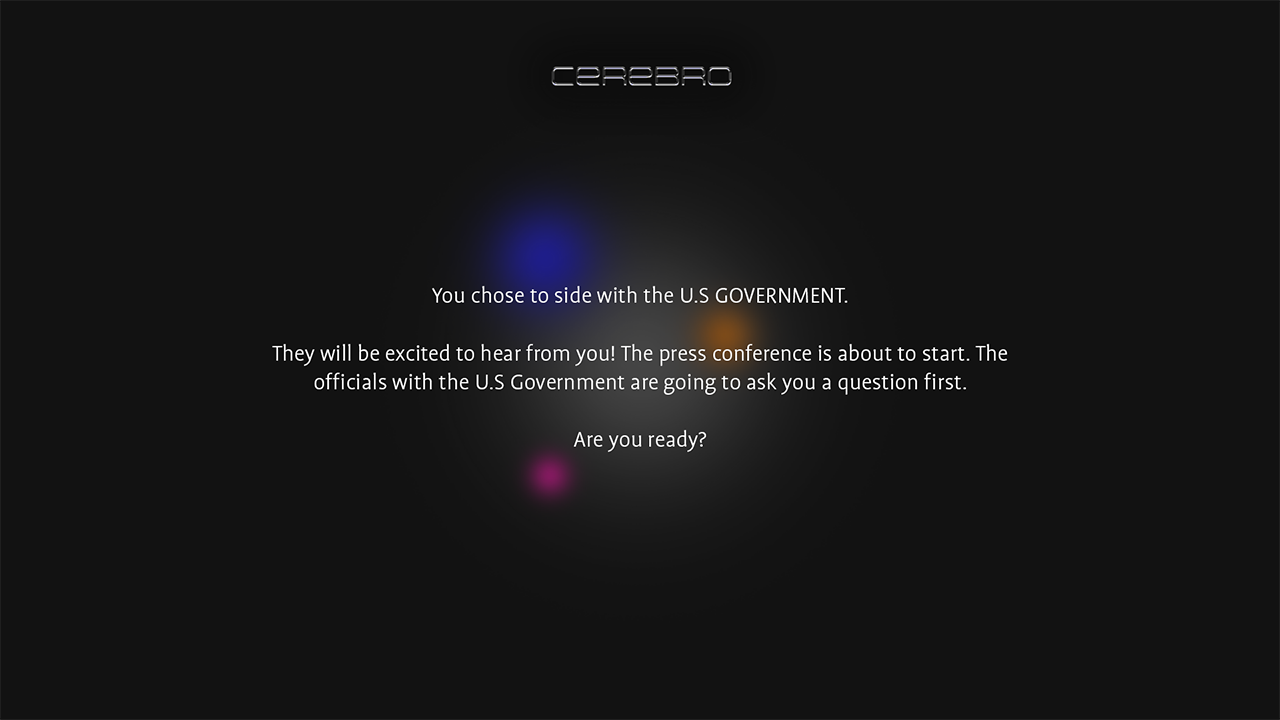 CEREBRO
You chose to side with the U.S GOVERNMENT.
They will be excited to hear from you! The press conference is about to start. The
officials with the U.S Government are going to ask you a question first.
Are you ready?